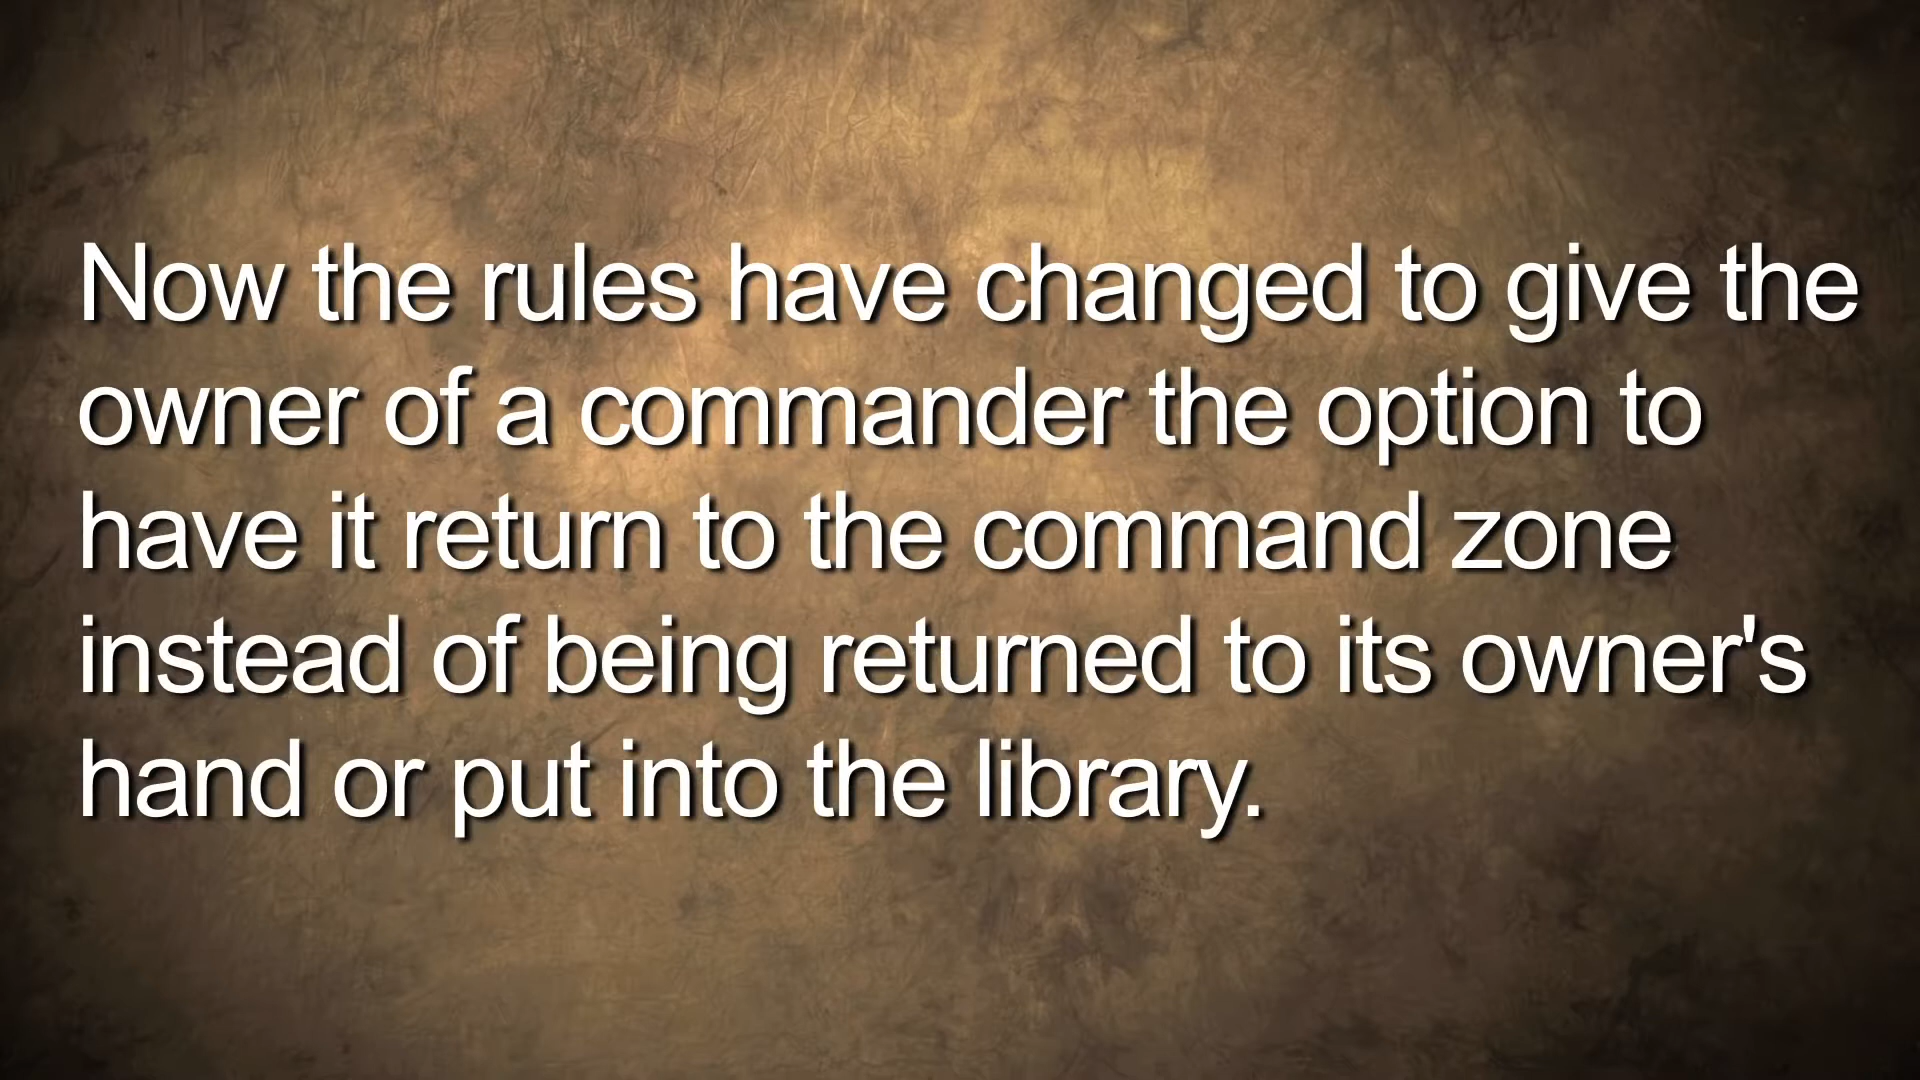 Now the rules have changed to give the
owner of a commander the option to
have it return to the command zone
instead of being returned to its owner's
hand or put into the library.